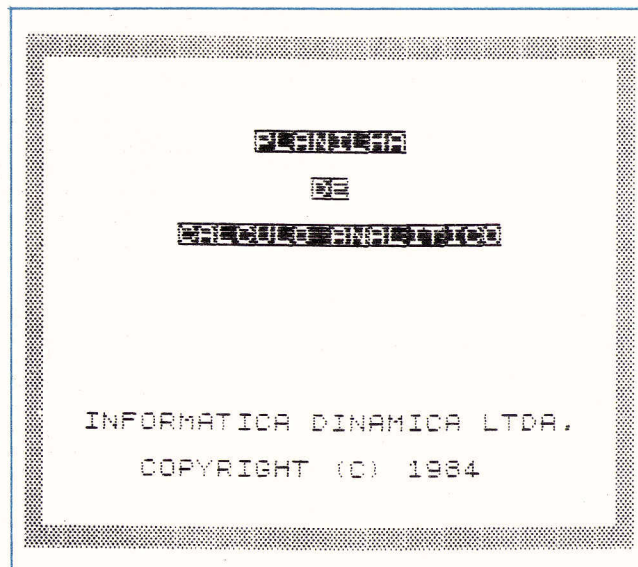 PLANILHA
DE
CALCULO ANALITICO
INFORMATICA DINAMICA LTDA.
COPYRIGHT (C) 1984